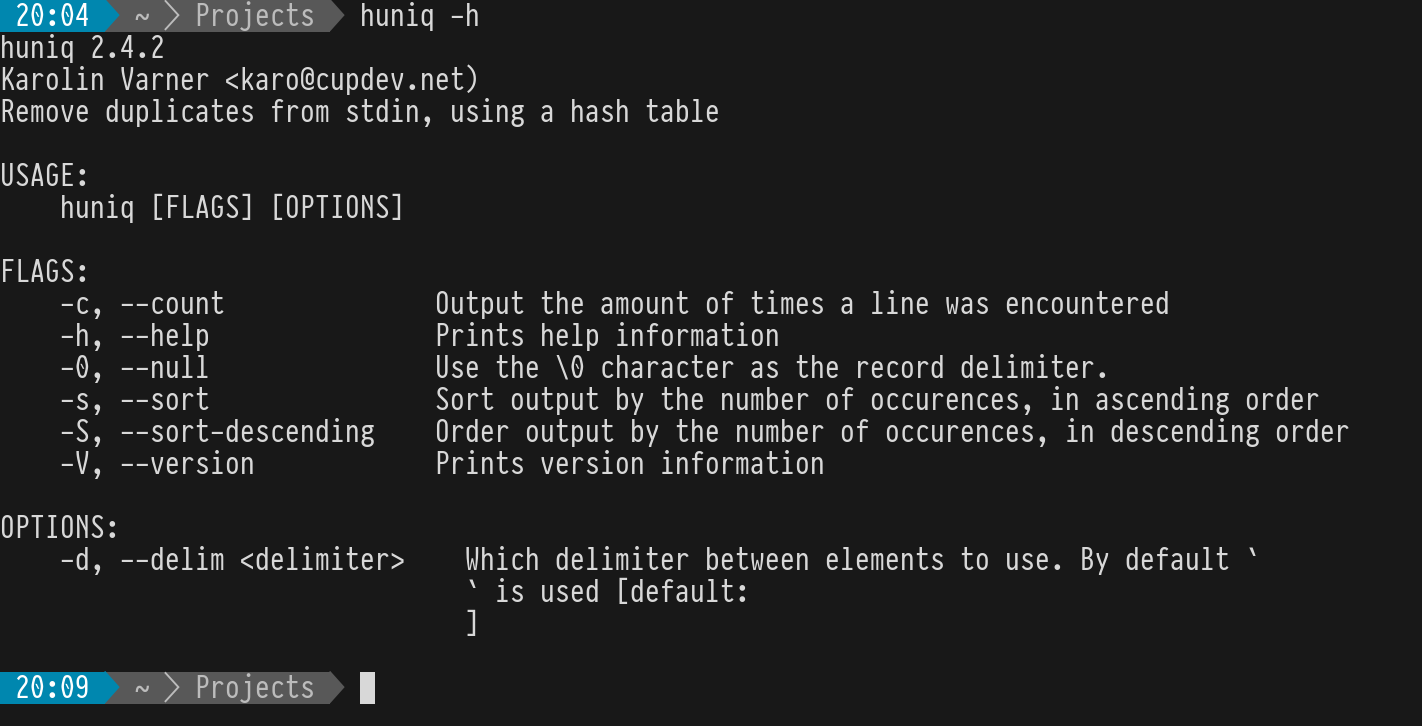 20:04 ~ Projects huniq -h
huniq 2.4.2
Karolin Varner <karo@cupdev.net)
Remove duplicates from stdin, using a hash table
USAGE:
huniq [FLAGS] [OPTIONS]
FLAGS:
-c, --count Output the amount of times a line was encountered
-h, --help Prints help information
-0, --null Use the \0 character as the record delimiter.
-s, --sort Sort output by the number of occurences, in ascending order
-S, --sort-descending Order output by the number of occurences, in descending order
-V, --version Prints version information
OPTIONS:
-d, --delim <delimiter> Which delimiter between elements to use. By default `
` is used [default:
]
20:09 ~ Projects